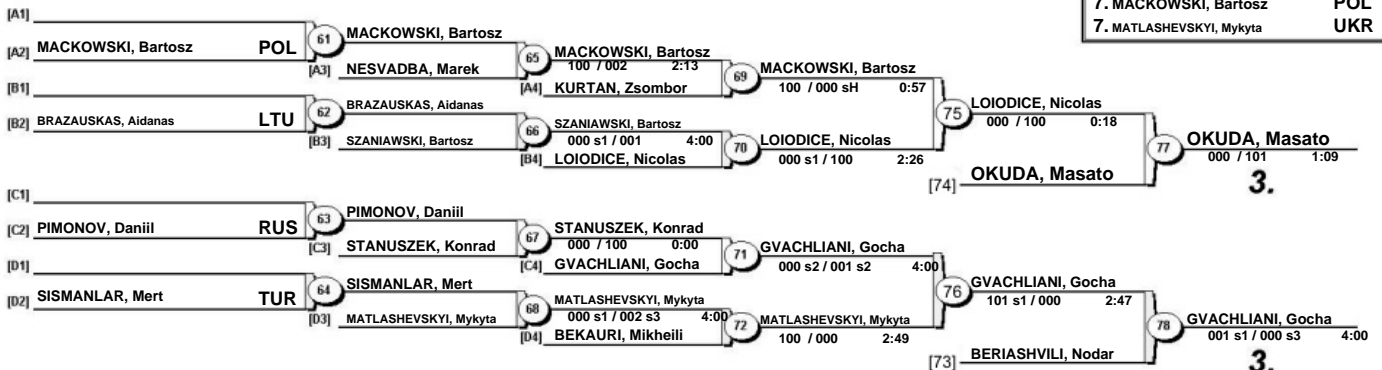 7. MACKOWSKI, Bartosz POL
7. MATLASHEVSKYI, Mykyta UKR
[A1]
[A2] MACKOWSKI, Bartosz POL
61
MACKOWSKI, Bartosz
[A3] NESVADBA, Marek
65
MACKOWSKI, Bartosz
100 / 002 2:13
[A4] KURTAN, Zsombor
69
MACKOWSKI, Bartosz
100 / 000 sH 0:57
[B1]
[B2] BRAZAUSKAS, Aidanas LTU
62
BRAZAUSKAS, Aidanas
[B3] SZANIAWSKI, Bartosz
66
SZANIAWSKI, Bartosz
000 s1 / 001 4:00
[B4] LOIODICE, Nicolas
70
LOIODICE, Nicolas
000 s1 / 100 2:26
75
LOIODICE, Nicolas
000 / 100 0:18
[74] OKUDA, Masato
77
OKUDA, Masato
000 / 101 1:09
3.
[C1]
[C2] PIMONOV, Daniil RUS
63
PIMONOV, Daniil
[C3] STANUSZEK, Konrad
67
STANUSZEK, Konrad
000 / 100 0:00
[C4] GVACHLIANI, Gocha
71
GVACHLIANI, Gocha
000 s2 / 001 s2 4:00
[D1]
[D2] SISMANLAR, Mert TUR
64
SISMANLAR, Mert
[D3] MATLASHEVSKYI, Mykyta
68
MATLASHEVSKYI, Mykyta
000 s1 / 002 s3 4:00
[D4] BEKAURI, Mikheili
72
MATLASHEVSKYI, Mykyta
100 / 000 2:49
76
GVACHLIANI, Gocha
101 s1 / 000 2:47
[73] BERIASHVILI, Nodar
78
GVACHLIANI, Gocha
001 s1 / 000 s3 4:00
3.